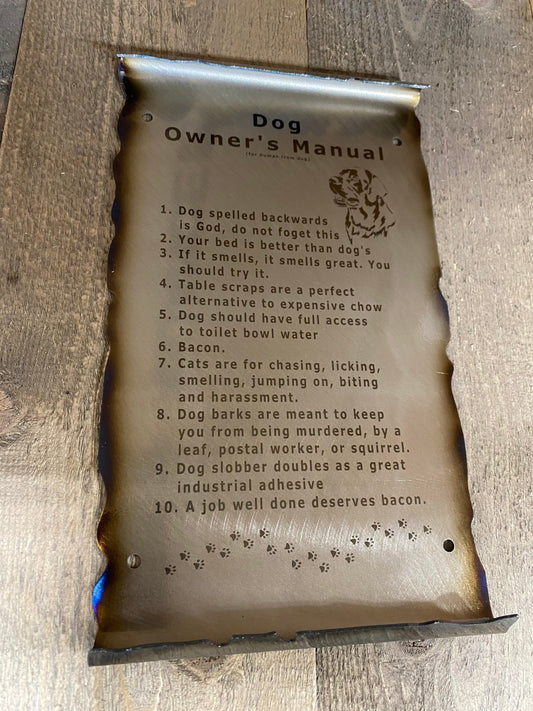 Dog
Owner's Manual
(for human from dog)
1. Dog spelled backwards
is God, do not foget this
2. Your bed is better than dog's
3. If it smells, it smells great. You
should try it.
4. Table scraps are a perfect
alternative to expensive chow
5. Dog should have full access
to toilet bowl water
6. Bacon.
7. Cats are for chasing, licking,
smelling, jumping on, biting
and harassment.
8. Dog barks are meant to keep
you from being murdered, by a
leaf, postal worker, or squirrel.
9. Dog slobber doubles as a great
industrial adhesive
10. A job well done deserves bacon.